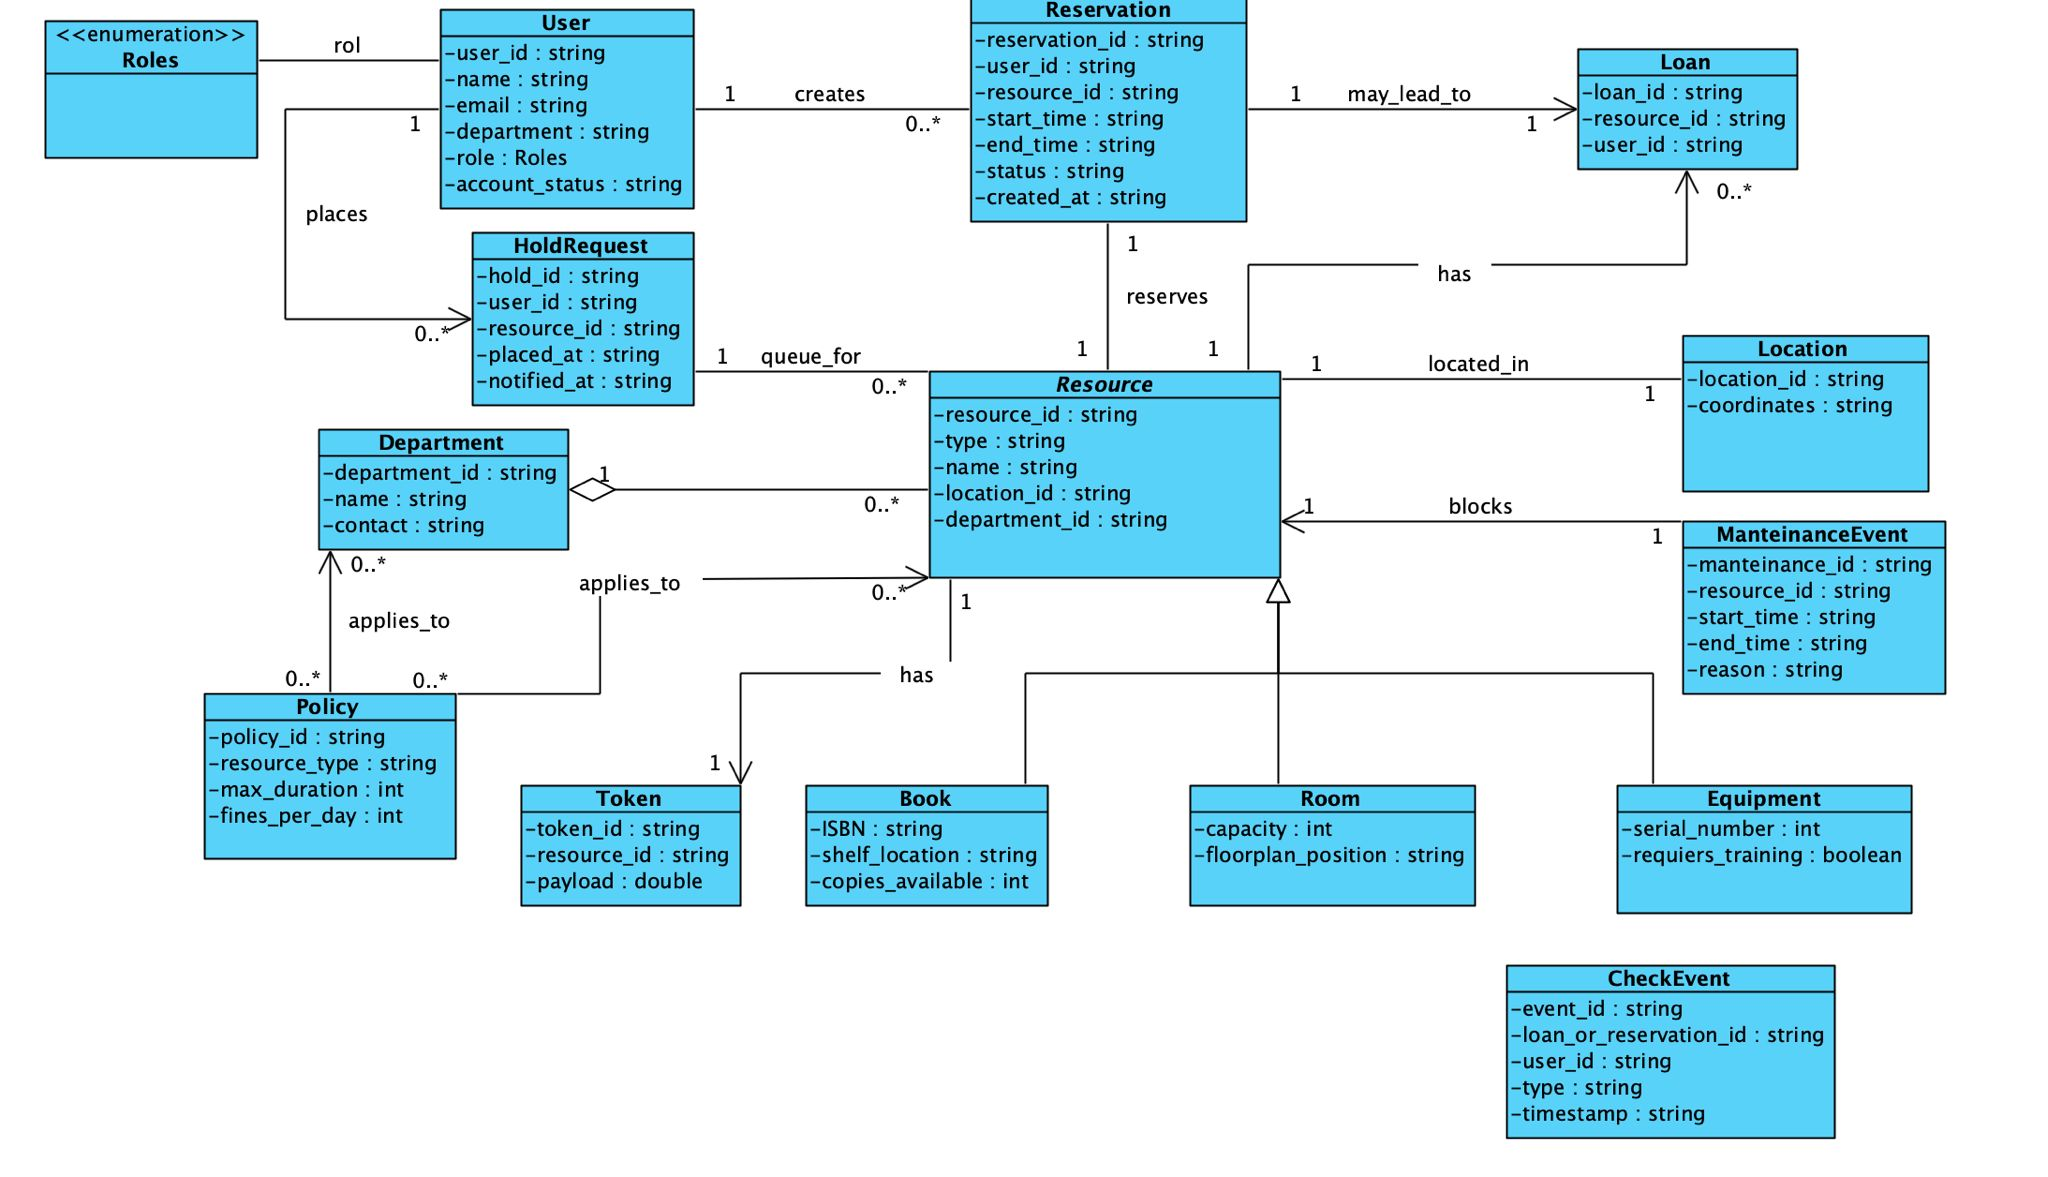 <<enumeration>>
Roles
rol
User
-user_id : string
-name : string
-email : string
-department : string
-role : Roles
-account_status : string
1
creates
0..*
Reservation
-reservation_id : string
-user_id : string
-resource_id : string
-start_time : string
-end_time : string
-status : string
-created_at : string
1
may_lead_to
1
Loan
-loan_id : string
-resource_id : string
-user_id : string
1
places
0..*
HoldRequest
-hold_id : string
-user_id : string
-resource_id : string
-placed_at : string
-notified_at : string
1
queue_for
0..*
1
reserves
1
1
has
0..*
Resource
-resource_id : string
-type : string
-name : string
-location_id : string
-department_id : string
1
located_in
1
Location
-location_id : string
-coordinates : string
Department
-department_id : string
-name : string
-contact : string
1
0..*
1
blocks
1
ManteinanceEvent
-manteinance_id : string
-resource_id : string
-start_time : string
-end_time : string
-reason : string
0..*
applies_to
0..*
applies_to
0..*
0..*
Policy
-policy_id : string
-resource_type : string
-max_duration : int
-fines_per_day : int
1
has
1
Token
-token_id : string
-resource_id : string
-payload : double
Book
-ISBN : string
-shelf_location : string
-copies_available : int
Room
-capacity : int
-floorplan_position : string
Equipment
-serial_number : int
-requiers_training : boolean
CheckEvent
-event_id : string
-loan_or_reservation_id : string
-user_id : string
-type : string
-timestamp : string